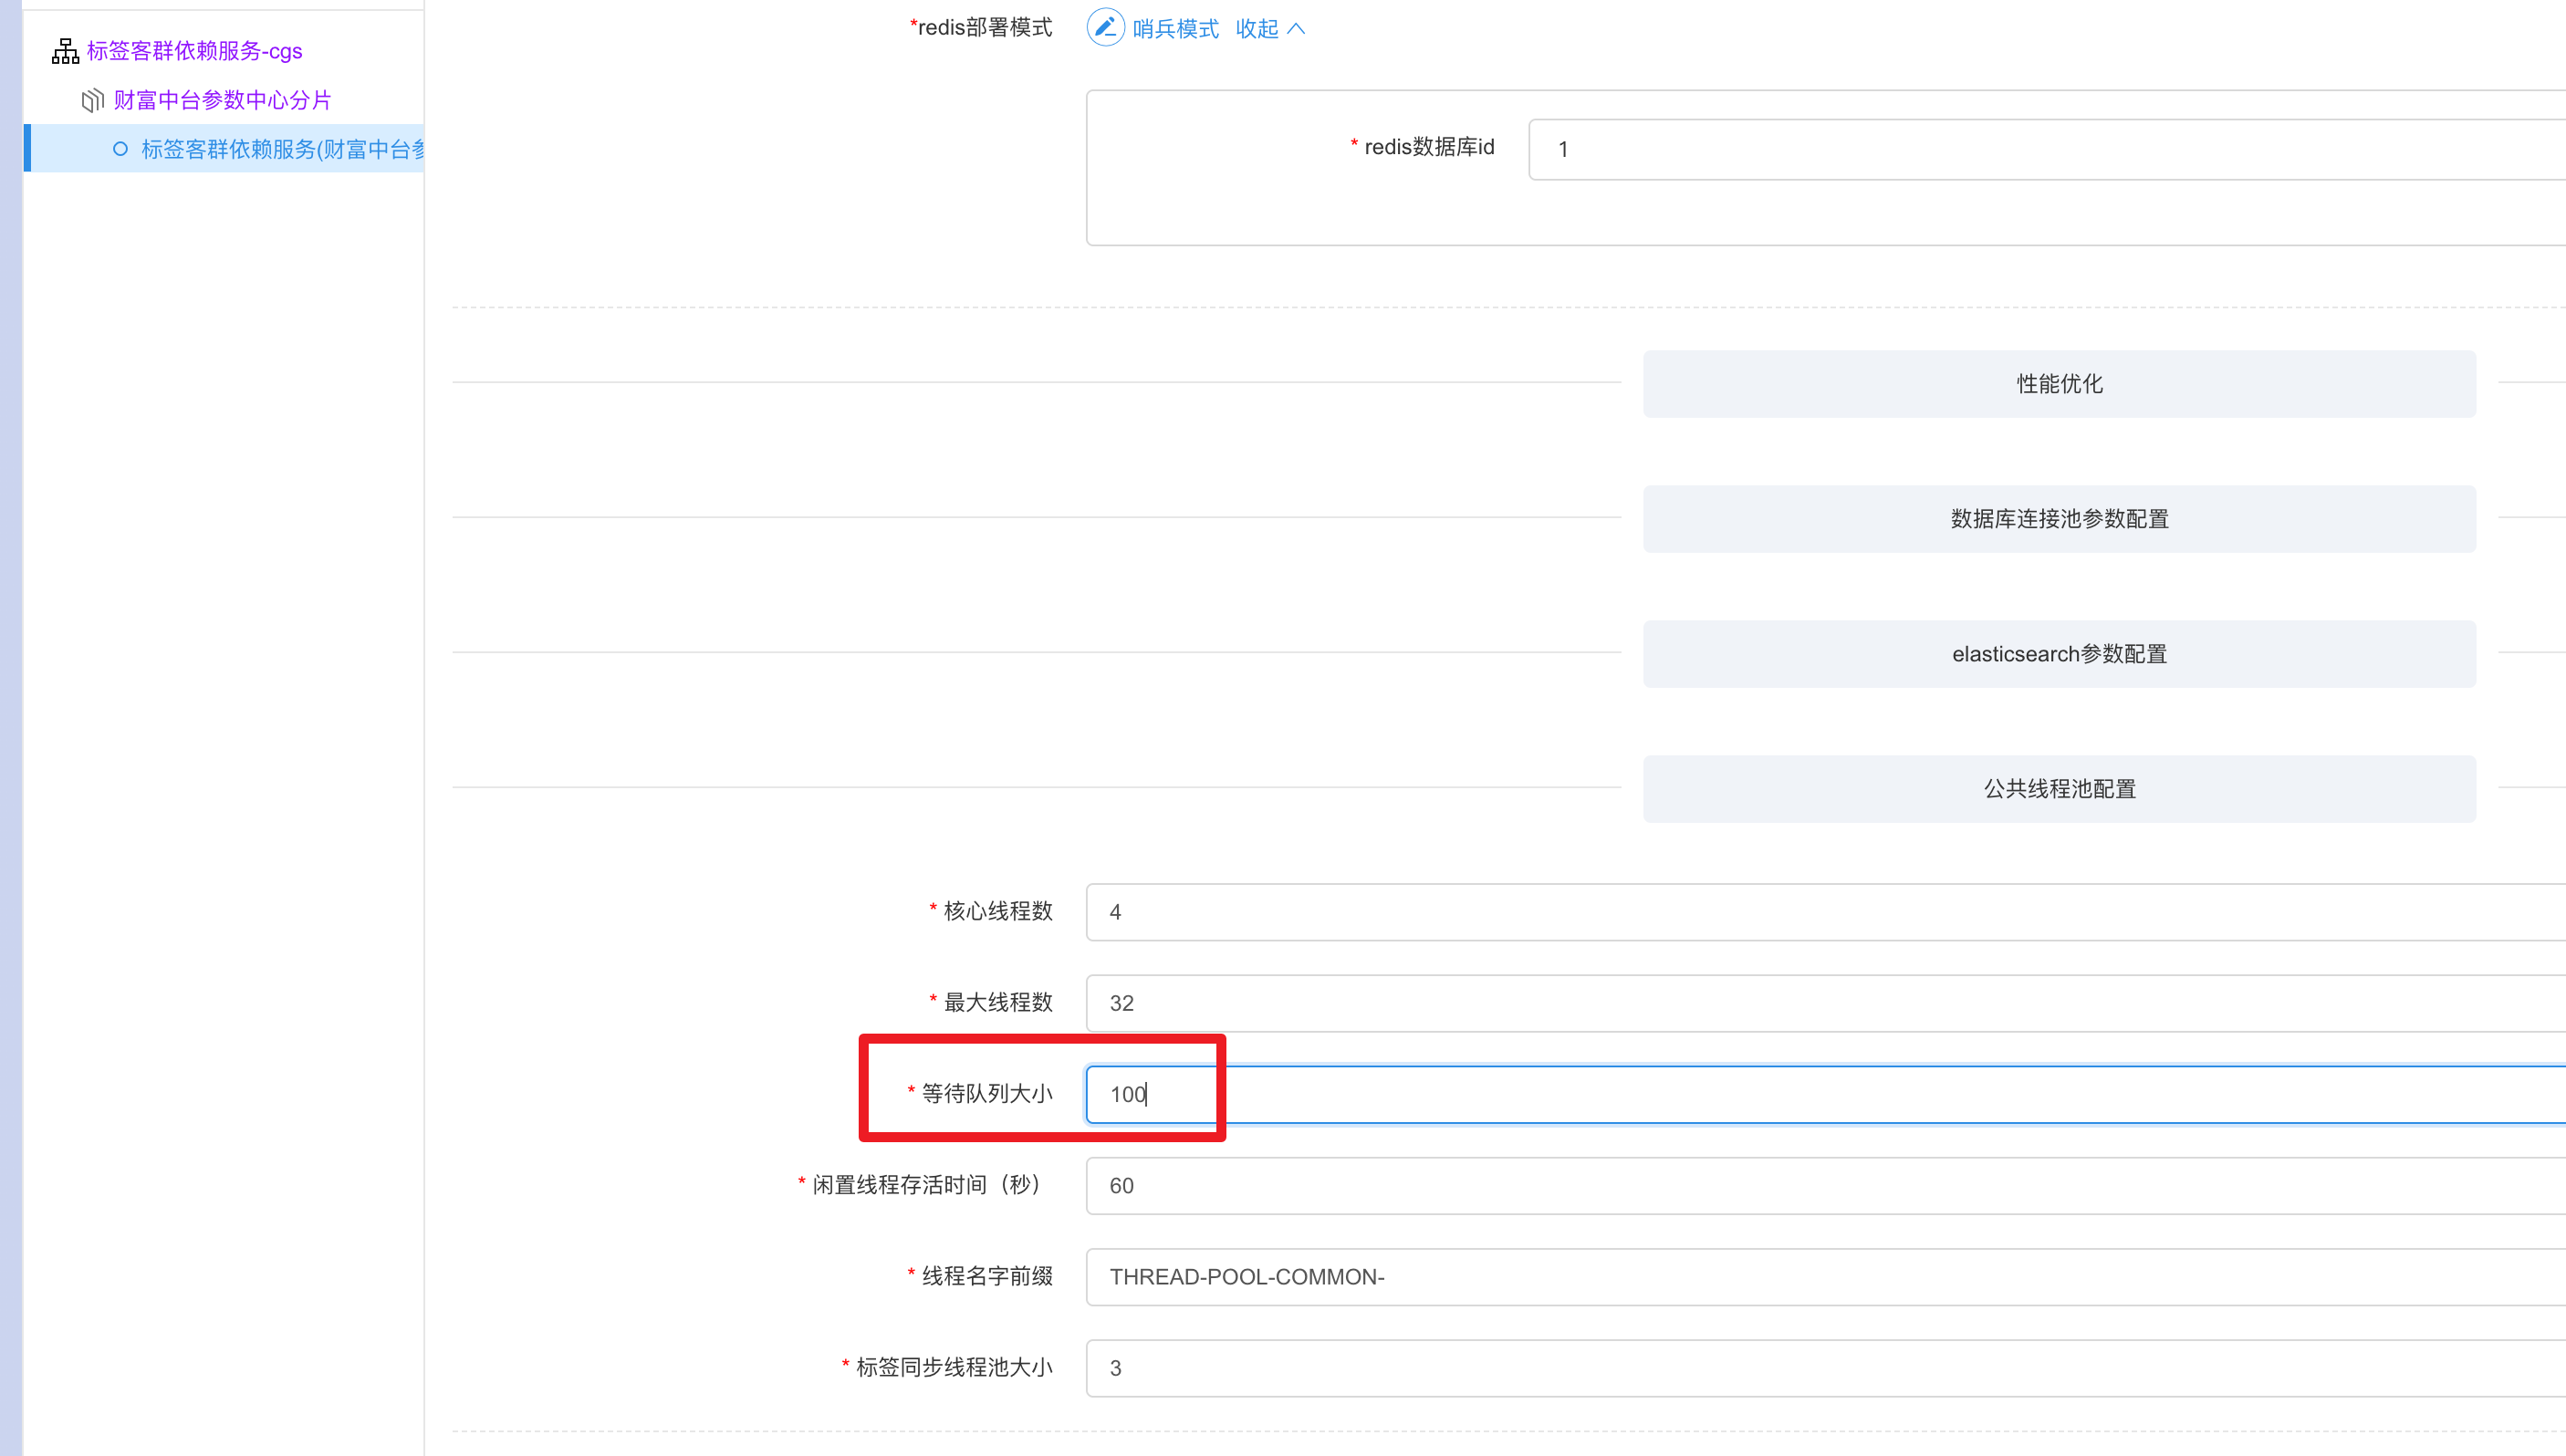 标签客群依赖服务-cgs
财富中台参数中心分片
标签客群依赖服务(财富中台参
*redis部署模式 哨兵模式 收起
* redis数据库id 1
性能优化
数据库连接池参数配置
elasticsearch参数配置
公共线程池配置
* 核心线程数 4
* 最大线程数 32
* 等待队列大小 100
* 闲置线程存活时间（秒） 60
* 线程名字前缀 THREAD-POOL-COMMON-
* 标签同步线程池大小 3